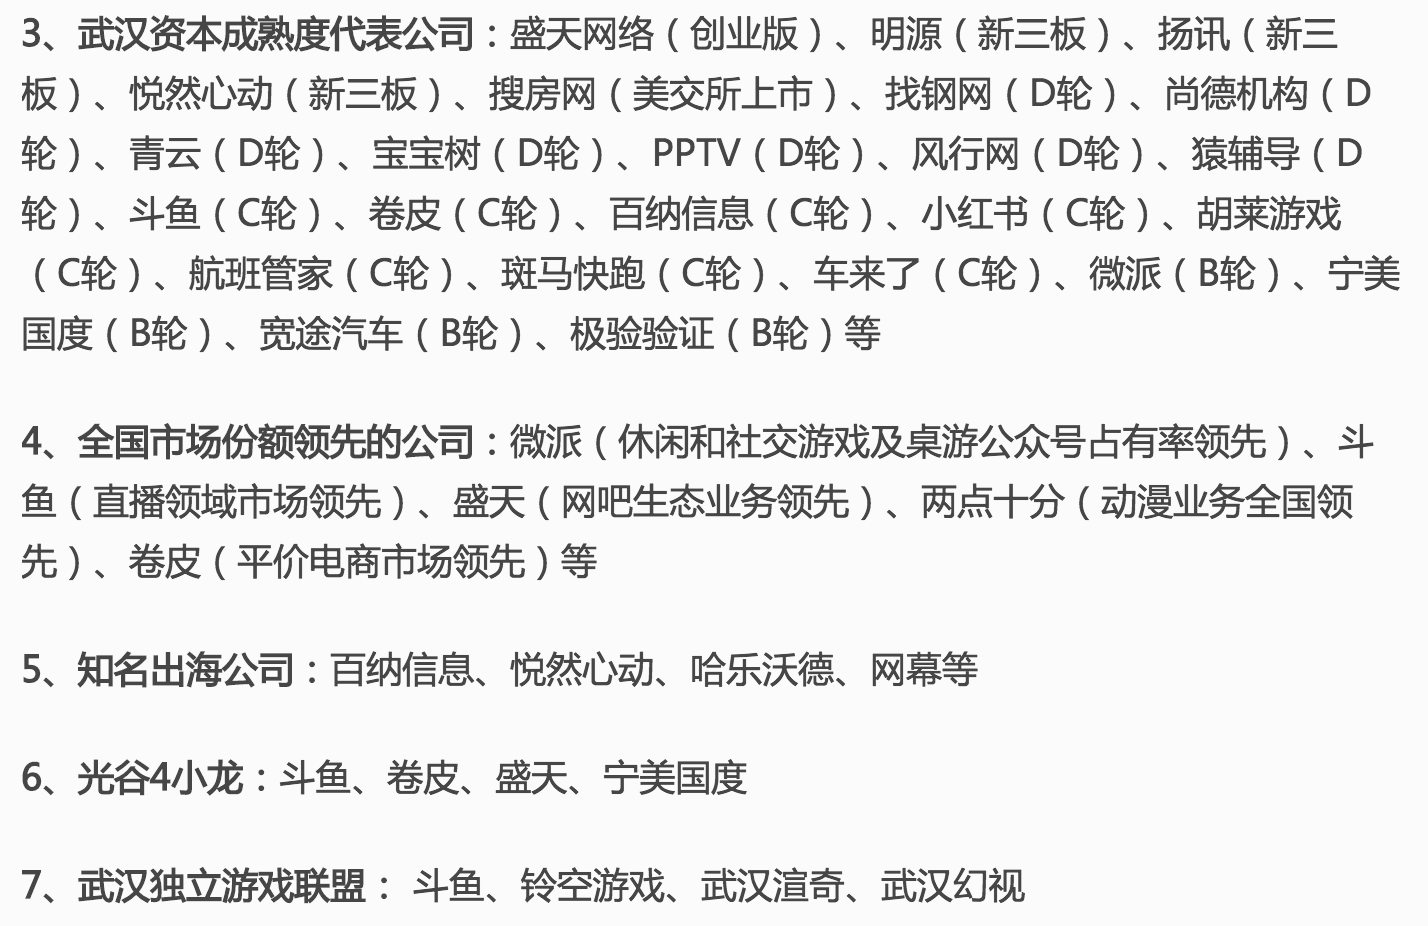 3、武汉资本成熟度代表公司：盛天网络（创业版）、明源（新三板）、扬讯（新三
板）、悦然心动（新三板）、搜房网（美交所上市）、找钢网（D轮）、尚德机构（D
轮）、青云（D轮）、宝宝树（D轮）、PPTV（D轮）、风行网（D轮）、猿辅导（D
轮）、斗鱼（C轮）、卷皮（C轮）、百纳信息（C轮）、小红书（C轮）、胡莱游戏
（C轮）、航班管家（C轮）、斑马快跑（C轮）、车来了（C轮）、微派（B轮）、宁美
国度（B轮）、宽途汽车（B轮）、极验验证（B轮）等
4、全国市场份额领先的公司：微派（休闲和社交游戏及桌游公众号占有率领先）、斗
鱼（直播领域市场领先）、盛天（网吧生态业务领先）、两点十分（动漫业务全国领
先）、卷皮（平价电商市场领先）等
5、知名出海公司：百纳信息、悦然心动、哈乐沃德、网幕等
6、光谷4小龙：斗鱼、卷皮、盛天、宁美国度
7、武汉独立游戏联盟： 斗鱼、铃空游戏、武汉渲奇、武汉幻视